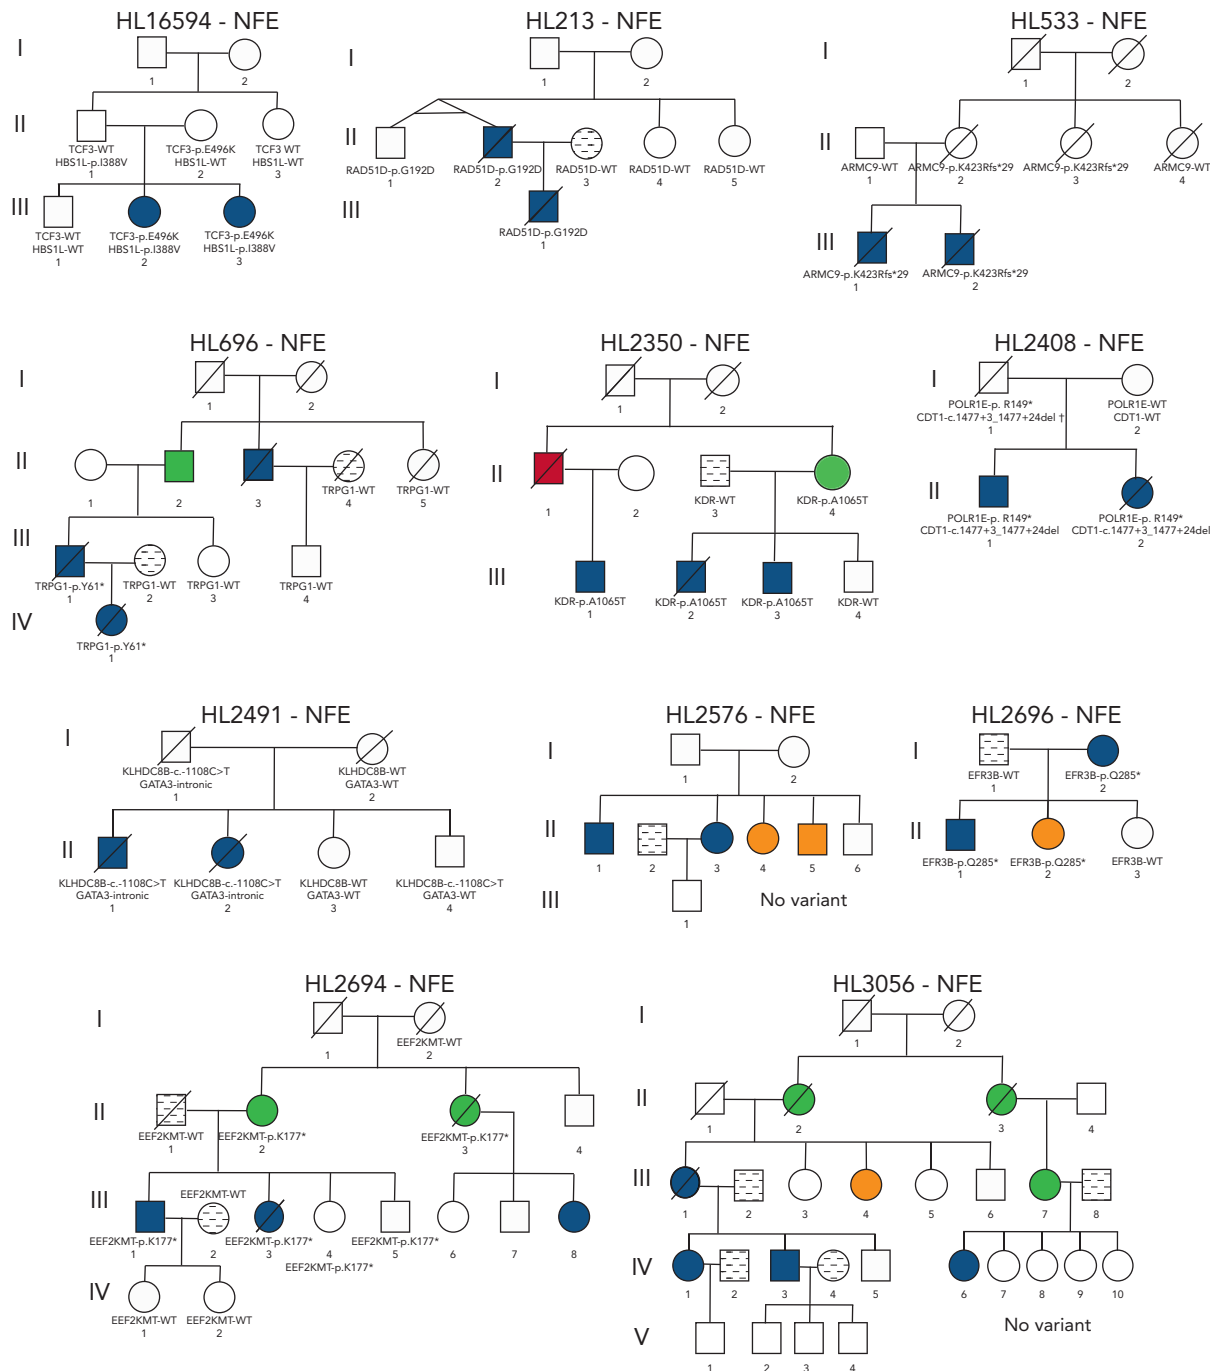 HL16594 - NFE
I
1
2
II
TCF3-WT
HBS1L-p.I388V
1
TCF3-p.E496K
HBS1L-WT
2
TCF3 WT
HBS1L-WT
3
III
TCF3-WT
HBS1L-WT
1
TCF3-p.E496K
HBS1L-p.I388V
2
TCF3-p.E496K
HBS1L-p.I388V
3
HL213 - NFE
I
1
2
II
RAD51D-p.G192D
1
RAD51D-p.G192D
2
RAD51D-WT
3
RAD51D-WT
4
RAD51D-WT
5
III
RAD51D-p.G192D
1
HL533 - NFE
I
1
2
II
ARMC9-WT
1
ARMC9-p.K423Rfs*29
2
ARMC9-p.K423Rfs*29
3
ARMC9-WT
4
III
ARMC9-p.K423Rfs*29
1
ARMC9-p.K423Rfs*29
2
HL696 - NFE
I
1
2
II
1
2
3
TRPG1-WT
4
TRPG1-WT
5
III
TRPG1-p.Y61*
1
TRPG1-WT
2
TRPG1-WT
3
TRPG1-WT
4
IV
TRPG1-p.Y61*
1
HL2350 - NFE
I
1
2
II
1
2
KDR-WT
3
KDR-p.A1065T
4
III
KDR-p.A1065T
1
KDR-p.A1065T
2
KDR-p.A1065T
3
KDR-WT
4
HL2408 - NFE
I
POLR1E-p. R149*
CDT1-c.1477+3_1477+24del †
1
POLR1E-WT
CDT1-WT
2
II
POLR1E-p. R149*
CDT1-c.1477+3_1477+24del
1
POLR1E-p. R149*
CDT1-c.1477+3_1477+24del
2
HL2491 - NFE
I
KLHDC8B-c.-1108C>T
GATA3-intronic
1
KLHDC8B-WT
GATA3-WT
2
II
KLHDC8B-c.-1108C>T
GATA3-intronic
1
KLHDC8B-c.-1108C>T
GATA3-intronic
2
KLHDC8B-WT
GATA3-WT
3
KLHDC8B-c.-1108C>T
GATA3-WT
4
HL2576 - NFE
I
1
2
II
1
2
3
4
5
6
III
1
No variant
HL2696 - NFE
I
EFR3B-WT
1
EFR3B-p.Q285*
2
II
EFR3B-p.Q285*
1
EFR3B-p.Q285*
2
EFR3B-WT
3
HL2694 - NFE
I
1
EEF2KMT-WT
2
II
EEF2KMT-WT
1
EEF2KMT-p.K177*
2
EEF2KMT-p.K177*
3
4
III
EEF2KMT-p.K177*
1
EEF2KMT-WT
2
EEF2KMT-p.K177*
3
4
EEF2KMT-p.K177*
EEF2KMT-p.K177*
5
6
7
8
IV
EEF2KMT-WT
1
EEF2KMT-WT
2
HL3056 - NFE
I
1
2
II
1
2
3
4
III
1
2
3
4
5
6
7
8
IV
1
2
3
4
5
6
7
8
9
10
V
1
2
3
4
No variant